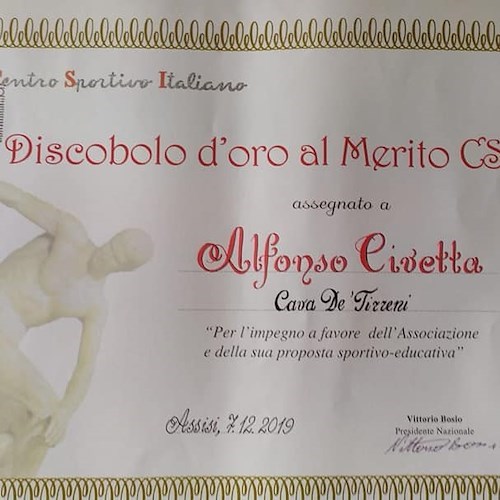 Centro Sportivo Italiano
Discobolo d'oro al Merito CS
assegnato a
Alfonso Civetta
Cava De' Tirreni
"Per l'impegno a favore dell'Associazione
e della sua proposta sportivo-educativa"
Assisi, 7.12.2019
Vittorio Bosio
Presidente Nazionale